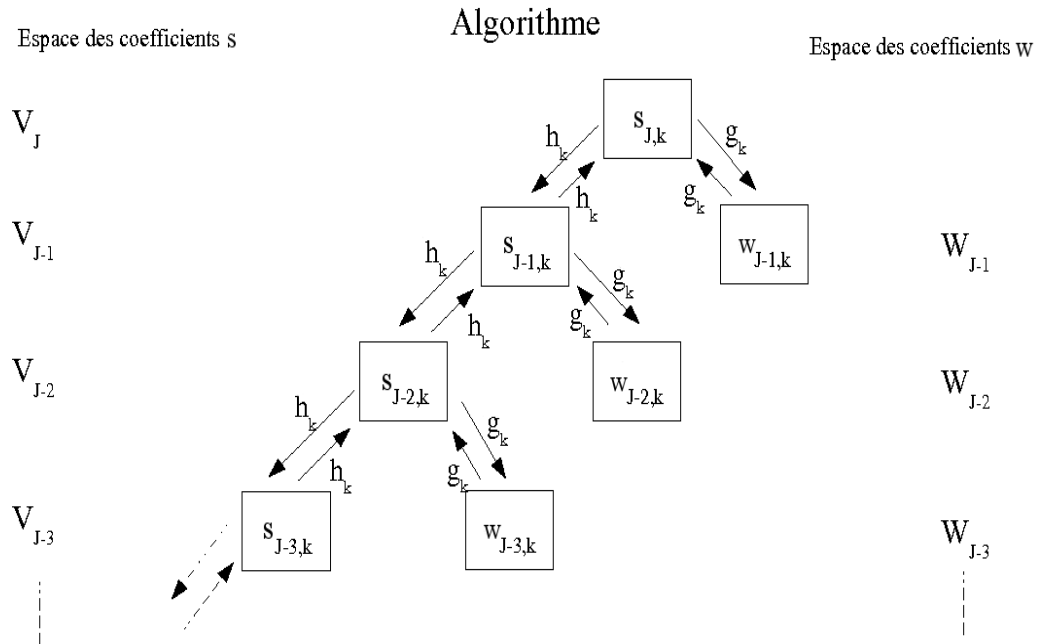 Algorithme
Espace des coefficients s
Espace des coefficients w
V_J
s_J,k
h_k
g_k
h_k
g_k
V_J-1
s_J-1,k
w_J-1,k
W_J-1
h_k
g_k
h_k
g_k
V_J-2
s_J-2,k
w_J-2,k
W_J-2
h_k
g_k
h_k
g_k
V_J-3
s_J-3,k
w_J-3,k
W_J-3